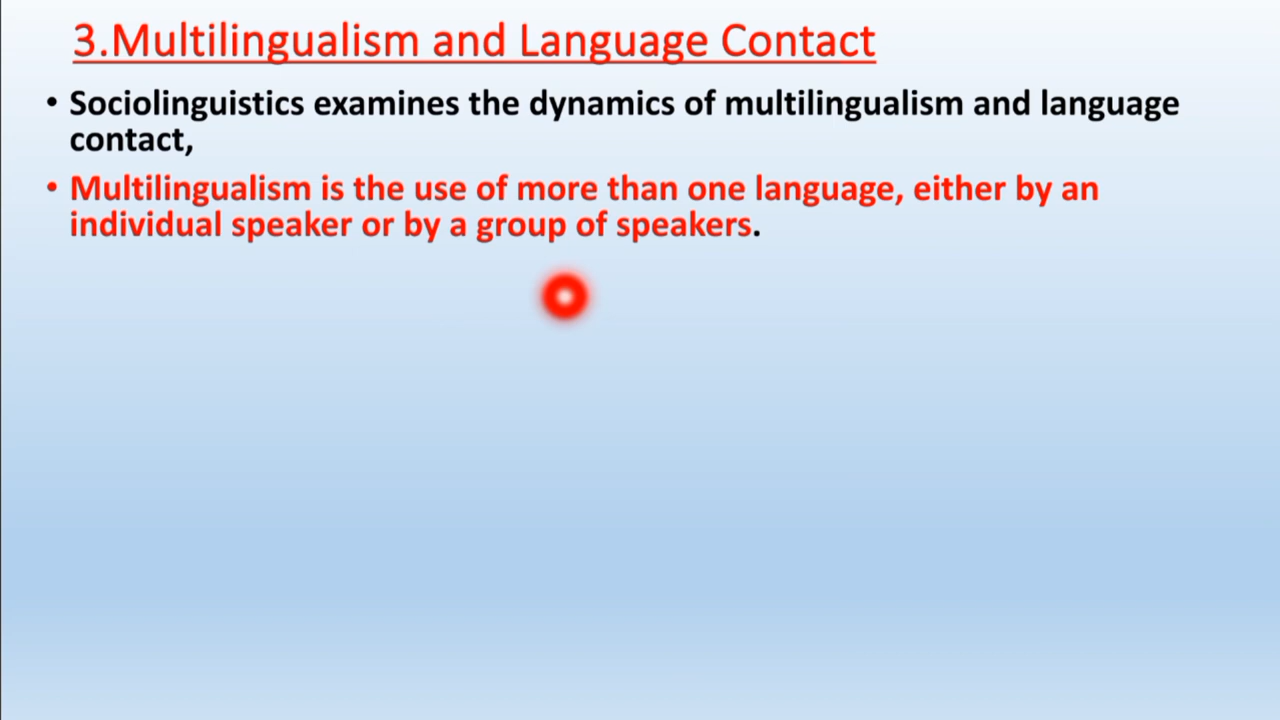 3.Multilingualism and Language Contact
• Sociolinguistics examines the dynamics of multilingualism and language
contact,
• Multilingualism is the use of more than one language, either by an
individual speaker or by a group of speakers.